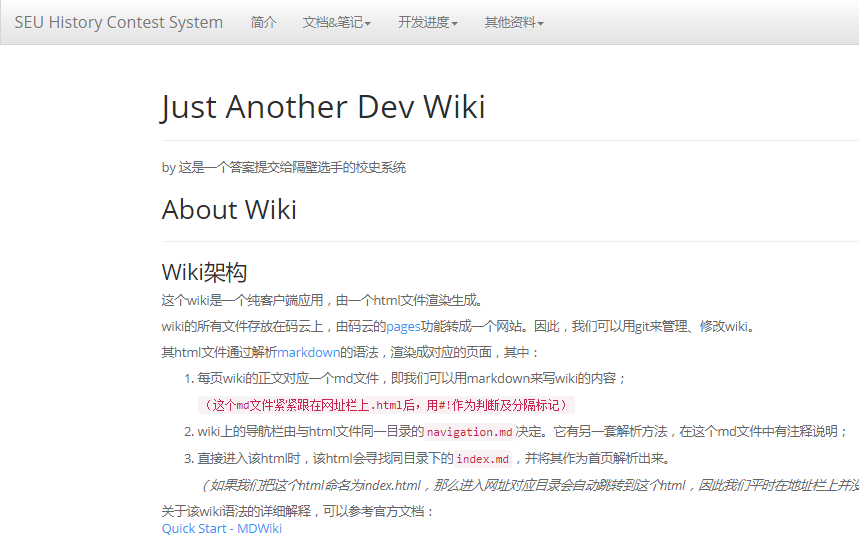 SEU History Contest System 简介 文档&笔记 开发进度 其他资料
Just Another Dev Wiki
by 这是一个答案提交给隔壁选手的校史系统
About Wiki
Wiki架构
这个wiki是一个纯客户端应用，由一个html文件渲染生成。
wiki的所有文件存放在码云上，由码云的pages功能转成一个网站。因此，我们可以用git来管理、修改wiki。
其html文件通过解析markdown的语法，渲染成对应的页面，其中：
1. 每页wiki的正文对应一个md文件，即我们可以用markdown来写wiki的内容；
（这个md文件紧紧跟在网址栏上.html后，用#!作为判断及分隔标记）
2. wiki上的导航栏由与html文件同一目录的navigation.md决定。它有另一套解析方法，在这个md文件中有注释说明；
3. 直接进入该html时，该html会寻找同目录下的index.md，并将其作为首页解析出来。
（如果我们把这个html命名为index.html，那么进入网址对应目录会自动跳转到这个html，因此我们平时在地址栏上并没
关于该wiki语法的详细解释，可以参考官方文档：
Quick Start - MDWiki